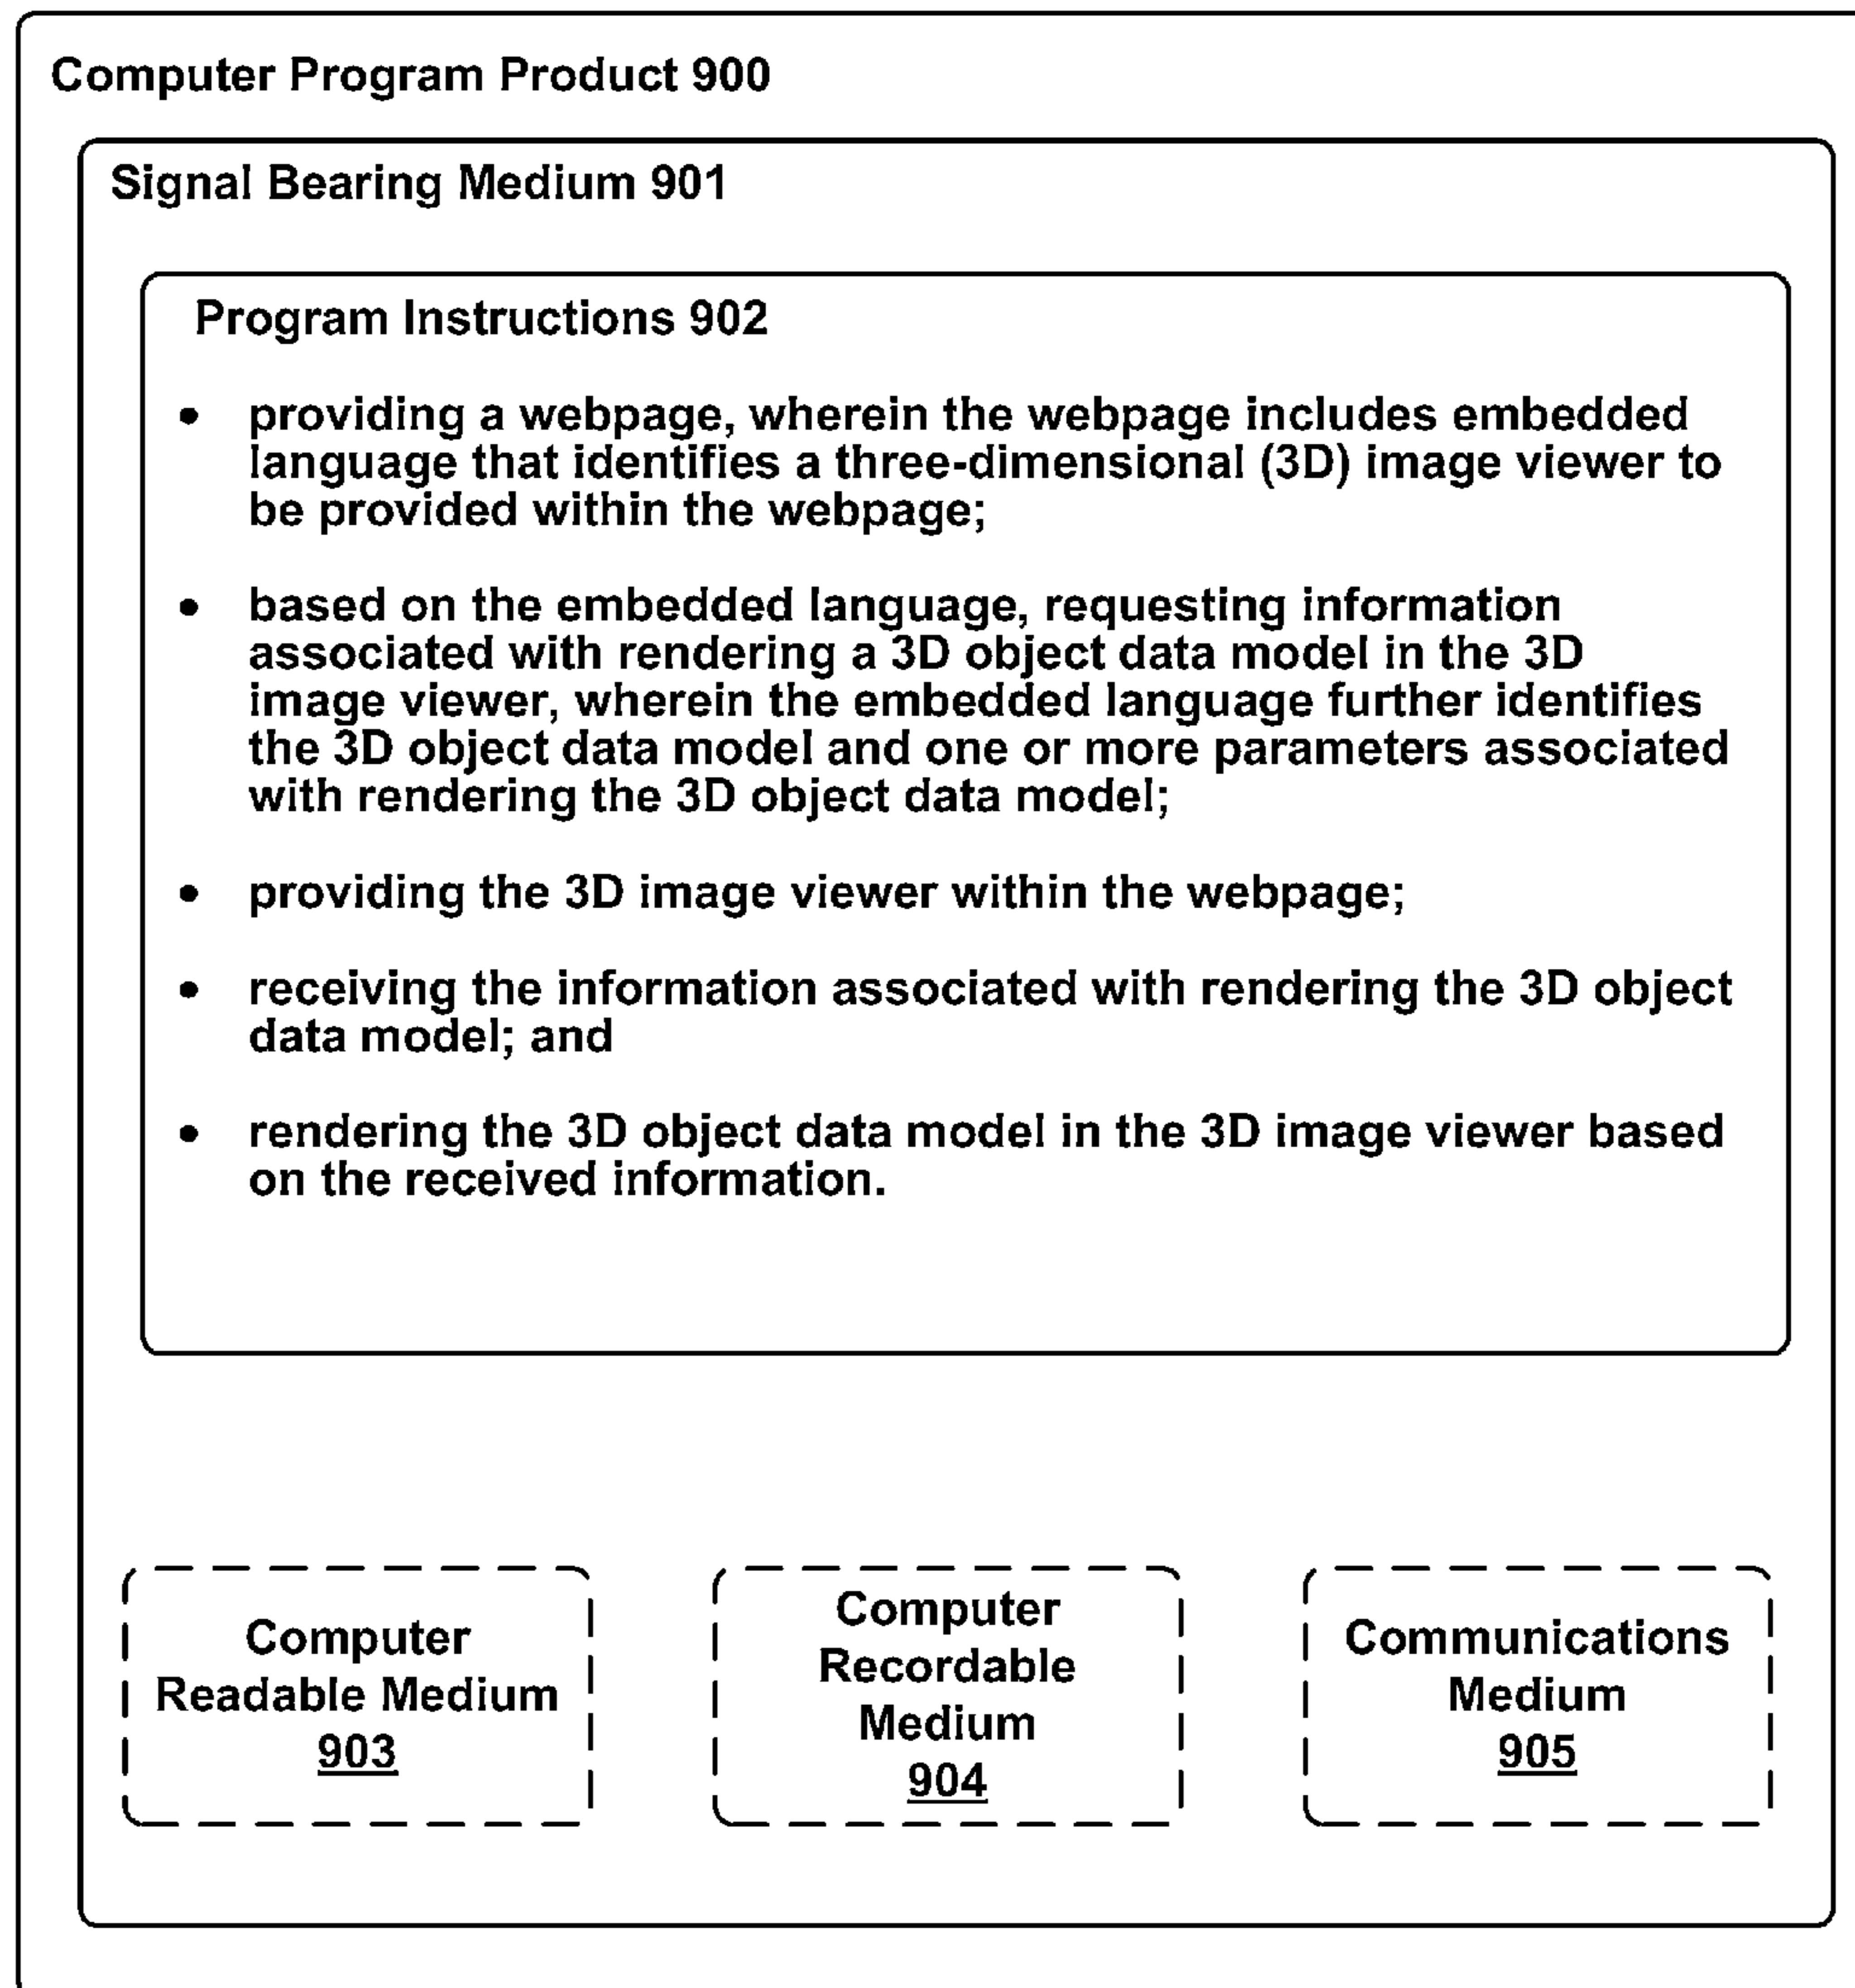 Computer Program Product 900
Signal Bearing Medium 901
Program Instructions 902
• providing a webpage, wherein the webpage includes embedded
language that identifies a three-dimensional (3D) image viewer to
be provided within the webpage;
• based on the embedded language, requesting information
associated with rendering a 3D object data model in the 3D
image viewer, wherein the embedded language further identifies
the 3D object data model and one or more parameters associated
with rendering the 3D object data model;
• providing the 3D image viewer within the webpage;
• receiving the information associated with rendering the 3D object
data model; and
• rendering the 3D object data model in the 3D image viewer based
on the received information.
Computer
Readable Medium
903
Computer
Recordable
Medium
904
Communications
Medium
905